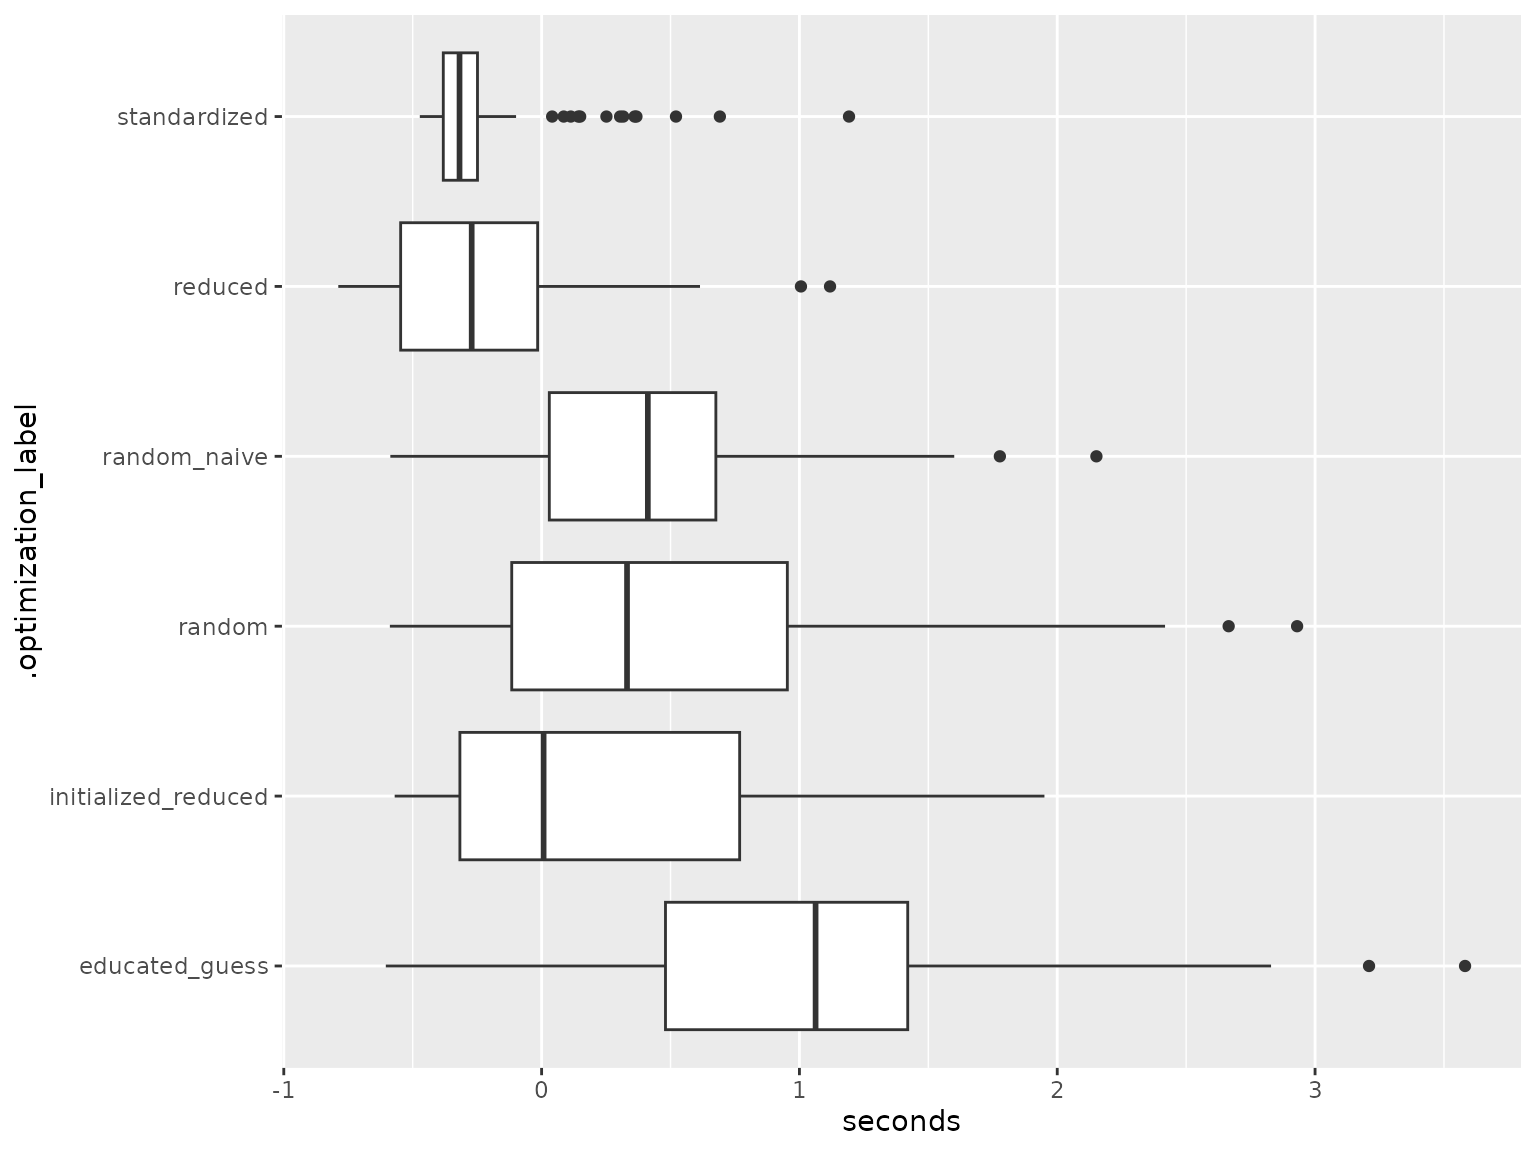 standardized
reduced
random_naive
random
initialized_reduced
educated_guess
.optimization_label
-1 0 1 2 3
seconds